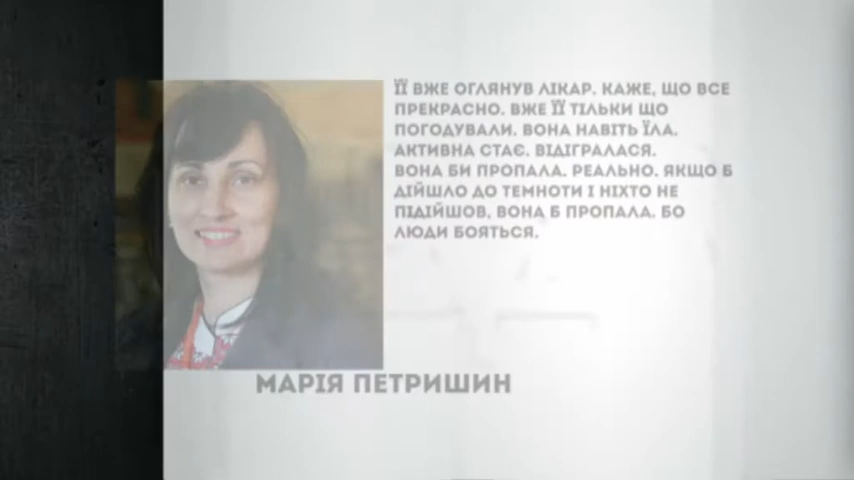 ЇЇ ВЖЕ ОГЛЯНУВ ЛІКАР. КАЖЕ, ЩО ВСЕ
ПРЕКРАСНО. ВЖЕ ЇЇ ТІЛЬКИ ЩО
ПОГОДУВАЛИ. ВОНА НАВІТЬ ЇЛА.
АКТИВНА СТАЄ. ВІДІГРАЛАСЯ.
ВОНА БИ ПРОПАЛА. РЕАЛЬНО. ЯКЩО Б
ДІЙШЛО ДО ТЕМНОТИ І НІХТО НЕ
ПІДІЙШОВ, ВОНА Б ПРОПАЛА. БО
ЛЮДИ БОЯТЬСЯ.
МАРІЯ ПЕТРИШИН